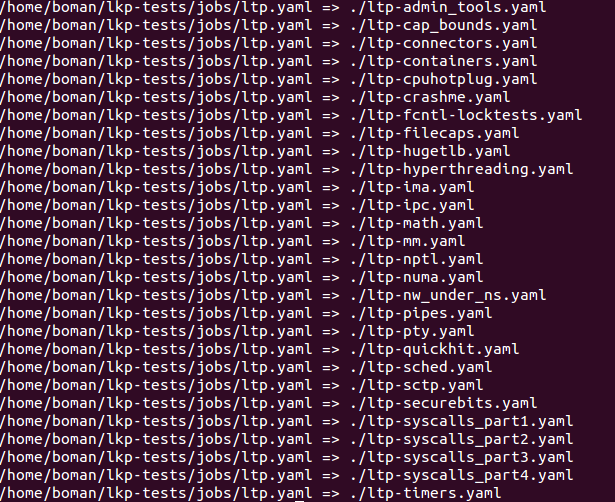 /home/boman/lkp-tests/jobs/ltp.yaml => ./ltp-admin_tools.yaml
/home/boman/lkp-tests/jobs/ltp.yaml => ./ltp-cap_bounds.yaml
/home/boman/lkp-tests/jobs/ltp.yaml => ./ltp-connectors.yaml
/home/boman/lkp-tests/jobs/ltp.yaml => ./ltp-containers.yaml
/home/boman/lkp-tests/jobs/ltp.yaml => ./ltp-cpuhotplug.yaml
/home/boman/lkp-tests/jobs/ltp.yaml => ./ltp-crashme.yaml
/home/boman/lkp-tests/jobs/ltp.yaml => ./ltp-fcntl-locktests.yaml
/home/boman/lkp-tests/jobs/ltp.yaml => ./ltp-filecaps.yaml
/home/boman/lkp-tests/jobs/ltp.yaml => ./ltp-hugetlb.yaml
/home/boman/lkp-tests/jobs/ltp.yaml => ./ltp-hyperthreading.yaml
/home/boman/lkp-tests/jobs/ltp.yaml => ./ltp-ima.yaml
/home/boman/lkp-tests/jobs/ltp.yaml => ./ltp-ipc.yaml
/home/boman/lkp-tests/jobs/ltp.yaml => ./ltp-math.yaml
/home/boman/lkp-tests/jobs/ltp.yaml => ./ltp-mm.yaml
/home/boman/lkp-tests/jobs/ltp.yaml => ./ltp-nptl.yaml
/home/boman/lkp-tests/jobs/ltp.yaml => ./ltp-numa.yaml
/home/boman/lkp-tests/jobs/ltp.yaml => ./ltp-nw_under_ns.yaml
/home/boman/lkp-tests/jobs/ltp.yaml => ./ltp-pipes.yaml
/home/boman/lkp-tests/jobs/ltp.yaml => ./ltp-pty.yaml
/home/boman/lkp-tests/jobs/ltp.yaml => ./ltp-quickhit.yaml
/home/boman/lkp-tests/jobs/ltp.yaml => ./ltp-sched.yaml
/home/boman/lkp-tests/jobs/ltp.yaml => ./ltp-sctp.yaml
/home/boman/lkp-tests/jobs/ltp.yaml => ./ltp-securebits.yaml
/home/boman/lkp-tests/jobs/ltp.yaml => ./ltp-syscalls_part1.yaml
/home/boman/lkp-tests/jobs/ltp.yaml => ./ltp-syscalls_part2.yaml
/home/boman/lkp-tests/jobs/ltp.yaml => ./ltp-syscalls_part3.yaml
/home/boman/lkp-tests/jobs/ltp.yaml => ./ltp-syscalls_part4.yaml
/home/boman/lkp-tests/jobs/ltp.yaml => ./ltp-timers.yaml